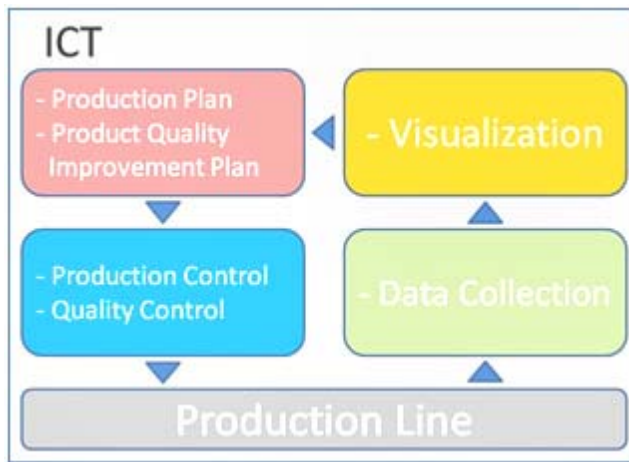 ICT
- Production Plan
- Product Quality
Improvement Plan
- Visualization
- Production Control
- Quality Control
- Data Collection
Production Line